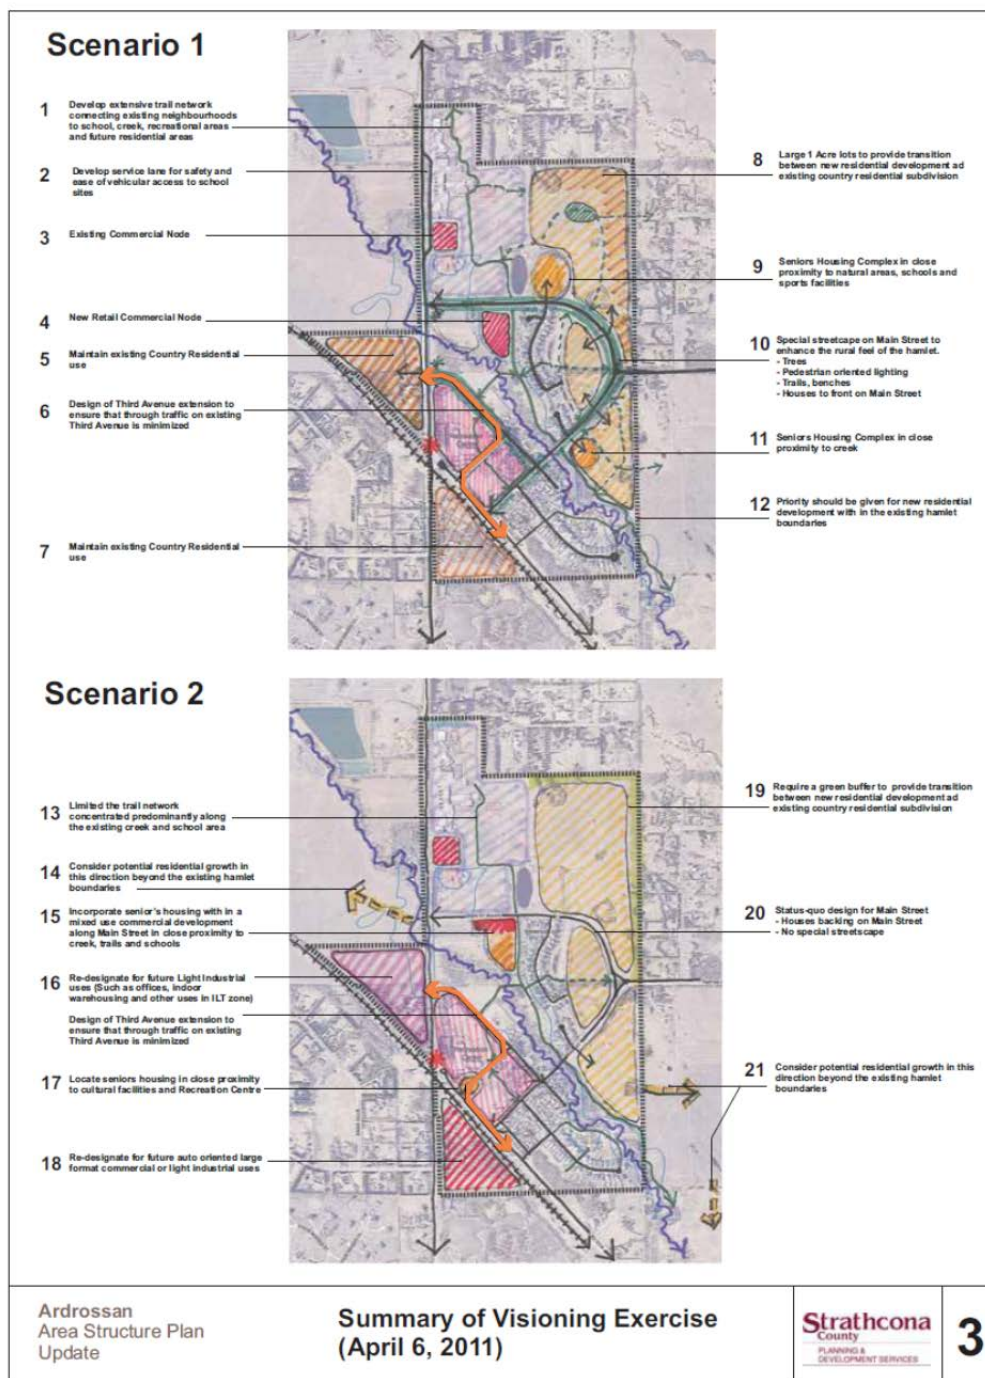 Scenario 1
1 Develop extensive trail network
connecting existing neighbourhoods
to school, creek, recreational areas
and future residential areas
2 Develop service lane for safety and
ease of vehicular access to school
sites
3 Existing Commercial Node
4 New Retail Commercial Node
5 Maintain existing Country Residential
use
6 Design of Third Avenue extension to
ensure that through traffic on existing
Third Avenue is minimized
7 Maintain existing Country Residential
use
8 Large 1 Acre lots to provide transition
between new residential development ad
existing country residential subdivision
9 Seniors Housing Complex in close
proximity to natural areas, schools and
sports facilities
10 Special streetcape on Main Street to
enhance the rural feel of the hamlet.
- Trees
- Pedestrian oriented lighting
- Trails, benches
- Houses to front on Main Street
11 Seniors Housing Complex in close
proximity to creek
12 Priority should be given for new residential
development with in the existing hamlet
boundaries
Scenario 2
13 Limited the trail network
concentrated predominantly along
the existing creek and school area
14 Consider potential residential growth in
this direction beyond the existing hamlet
boundaries
15 Incorporate senior's housing with in a
mixed use commercial development
along Main Street in close proximity to
creek, trails and schools
16 Re-designate for future Light Industrial
uses (Such as offices, indoor
warehousing and other uses in ILT zone)
Design of Third Avenue extension to
ensure that through traffic on existing
Third Avenue is minimized
17 Locate seniors housing in close proximity
to cultural facilities and Recreation Centre
18 Re-designate for future auto oriented large
format commercial or light industrial uses
19 Require a green buffer to provide transition
between new residential development ad
existing country residential subdivision
20 Status-quo design for Main Street
- Houses backing on Main Street
- No special streetscape
21 Consider potential residential growth in this
direction beyond the existing hamlet
boundaries
Ardrossan
Area Structure Plan
Update
Summary of Visioning Exercise
(April 6, 2011)
Strathcona
County
PLANNING &
DEVELOPMENT SERVICES
3